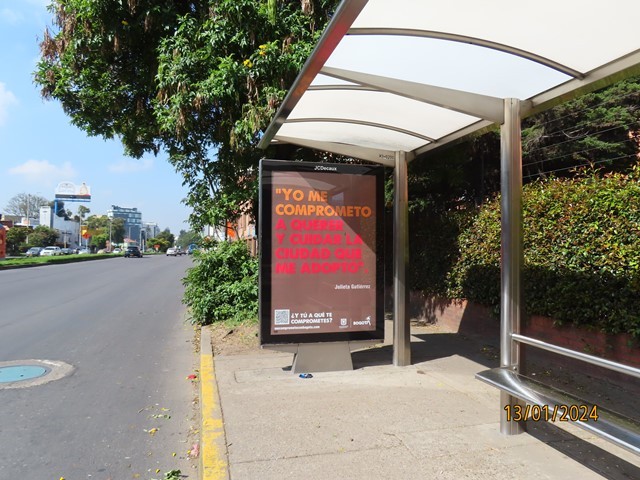 JCDecaux
"YO ME
COMPROMETO
A QUERER
Y CUIDAR LA
CIUDAD QUE
ME ADOPTÓ".
Julieta Gutiérrez
¿Y TÚ A QUÉ TE
COMPROMETES?
BOGOTÁ
13/01/2024